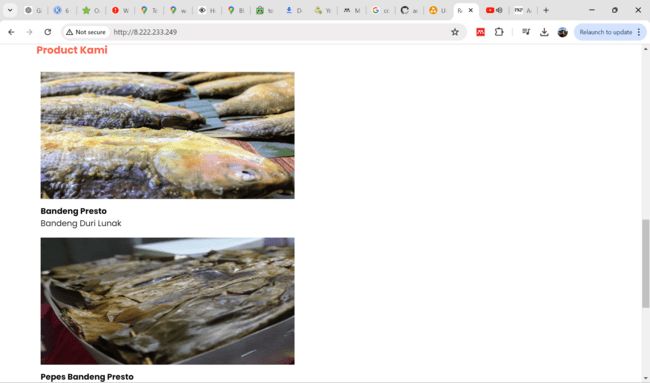 Not secure
http://8.222.233.249
Relaunch to update
Product Kami
Bandeng Presto
Bandeng Duri Lunak
Pepes Bandeng Presto